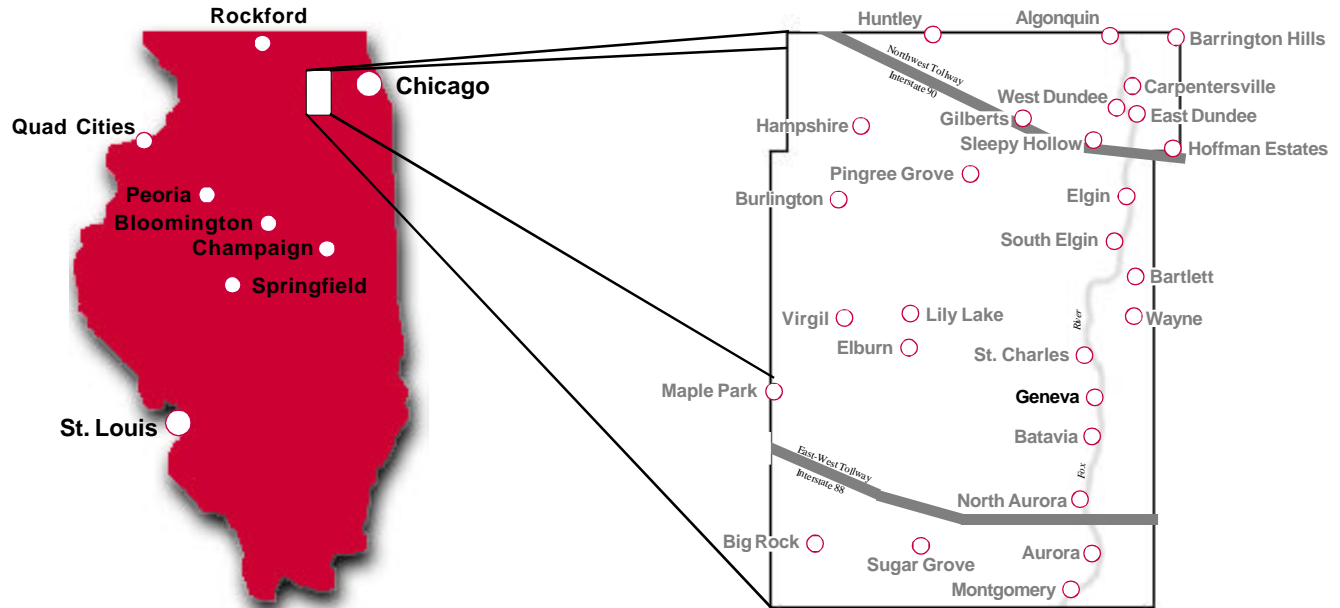 Rockford
Chicago
Quad Cities
Peoria
Bloomington
Champaign
Springfield
St. Louis
Huntley
Algonquin
Barrington Hills
Northwest Tollway
Interstate 90
Carpentersville
West Dundee
East Dundee
Gilberts
Hampshire
Sleepy Hollow
Hoffman Estates
Pingree Grove
Burlington
Elgin
South Elgin
Bartlett
Virgil
Lily Lake
River
Wayne
Elburn
St. Charles
Maple Park
Geneva
Batavia
East-West Tollway
Interstate 88
Fox
North Aurora
Big Rock
Sugar Grove
Aurora
Montgomery